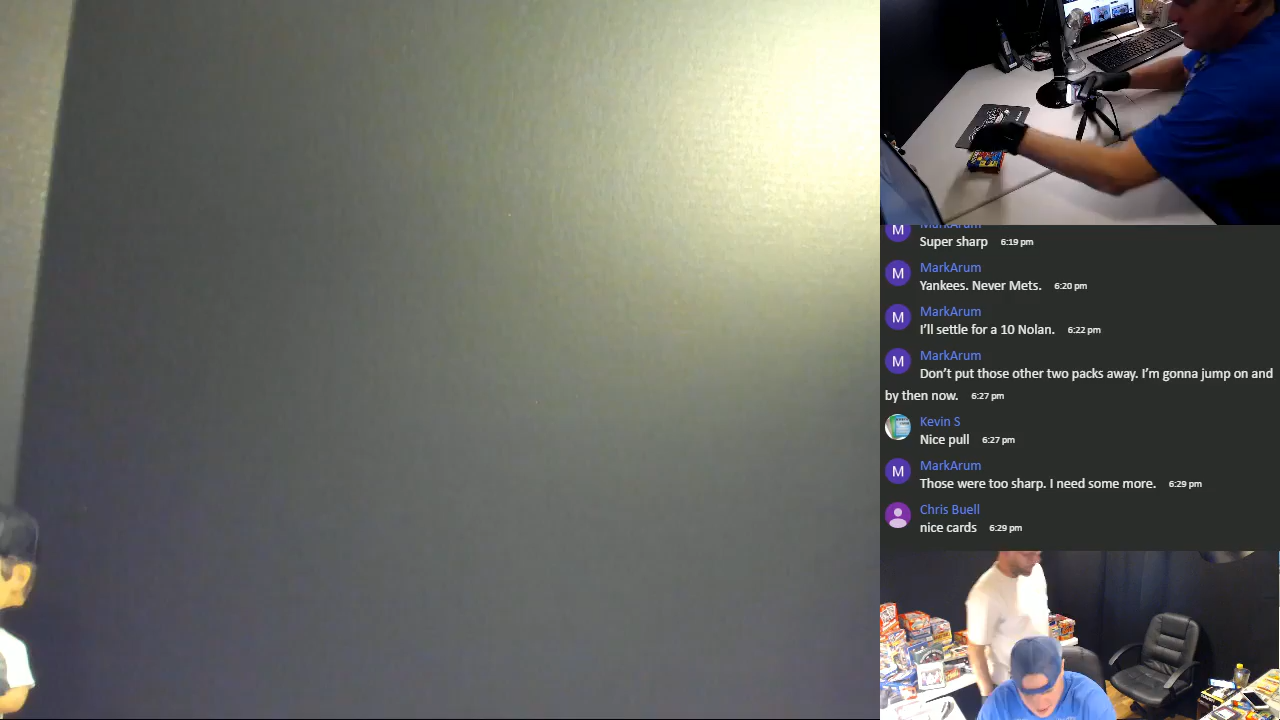 MarkArum
Super sharp 6:19 pm
MarkArum
Yankees. Never Mets. 6:20 pm
MarkArum
I'll settle for a 10 Nolan. 6:22 pm
MarkArum
Don't put those other two packs away. I'm gonna jump on and
by then now. 6:27 pm
Kevin S
Nice pull 6:27 pm
MarkArum
Those were too sharp. I need some more. 6:29 pm
Chris Buell
nice cards 6:29 pm